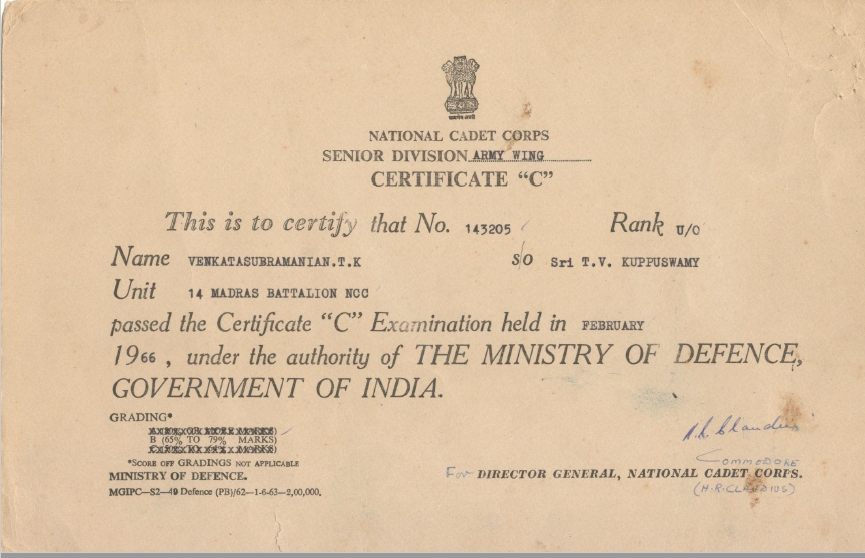 सत्यमेव जयते
NATIONAL CADET CORPS
SENIOR DIVISION ARMY WING
CERTIFICATE "C"
This is to certify that No. 143205 Rank U/O
Name VENKATASUBRAMANIAN.T.K s/o Sri T.V. KUPPUSWAMY
Unit 14 MADRAS BATTALION NCC
passed the Certificate "C" Examination held in FEBRUARY
1966, under the authority of THE MINISTRY OF DEFENCE,
GOVERNMENT OF INDIA.
GRADING*
B (65% TO 79% MARKS)
*SCORE OFF GRADINGS NOT APPLICABLE
MINISTRY OF DEFENCE.
MGIPC—S2—49 Defence (PB)/62—1-6-63—2,00,000.
COMMODORE
For DIRECTOR GENERAL, NATIONAL CADET CORPS.
(H.R.CLAUDIUS)